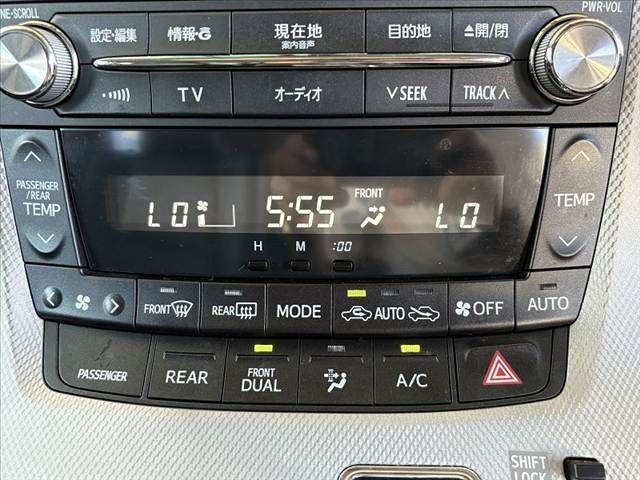 NE·SCROLL
PWR·VOL
設定・編集
情報・
現在地
案内音声
目的地
開/閉
TV
オーディオ
SEEK
TRACK
PASSENGER
/REAR
TEMP
LO
5:55
FRONT
LO
TEMP
H
M
:00
FRONT
REAR
MODE
AUTO
OFF
AUTO
PASSENGER
REAR
FRONT
DUAL
A/C
SHIFT
LOCK